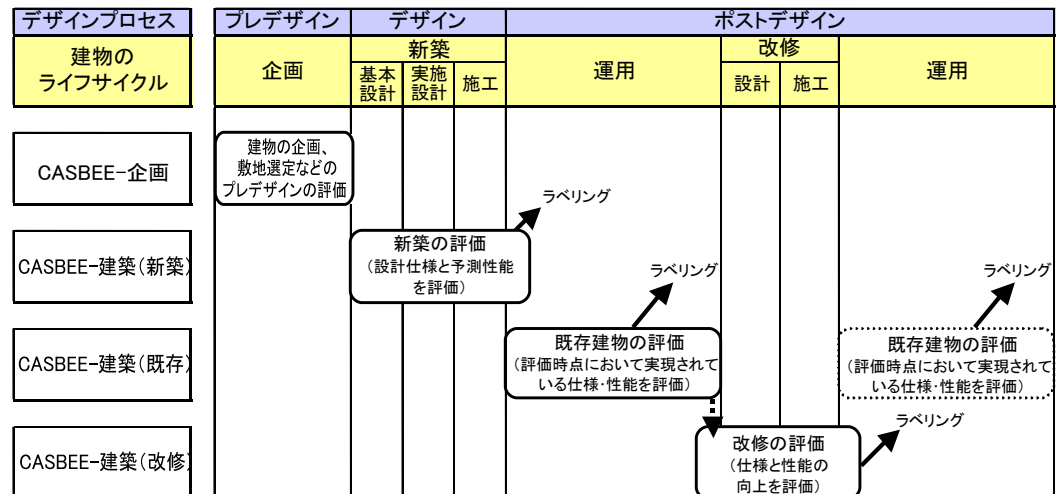 デザインプロセス
プレデザイン
デザイン
ポストデザイン
建物の
ライフサイクル
企画
新築
基本
設計
実施
設計
施工
運用
改修
設計
施工
運用
CASBEE-企画
建物の企画、
敷地選定などの
プレデザインの評価
ラベリング
CASBEE-建築(新築)
新築の評価
(設計仕様と予測性能
を評価)
ラベリング
ラベリング
CASBEE-建築(既存)
既存建物の評価
(評価時点において実現されて
いる仕様・性能を評価)
既存建物の評価
(評価時点において実現されて
いる仕様・性能を評価)
ラベリング
CASBEE-建築(改修)
改修の評価
(仕様と性能の
向上を評価)